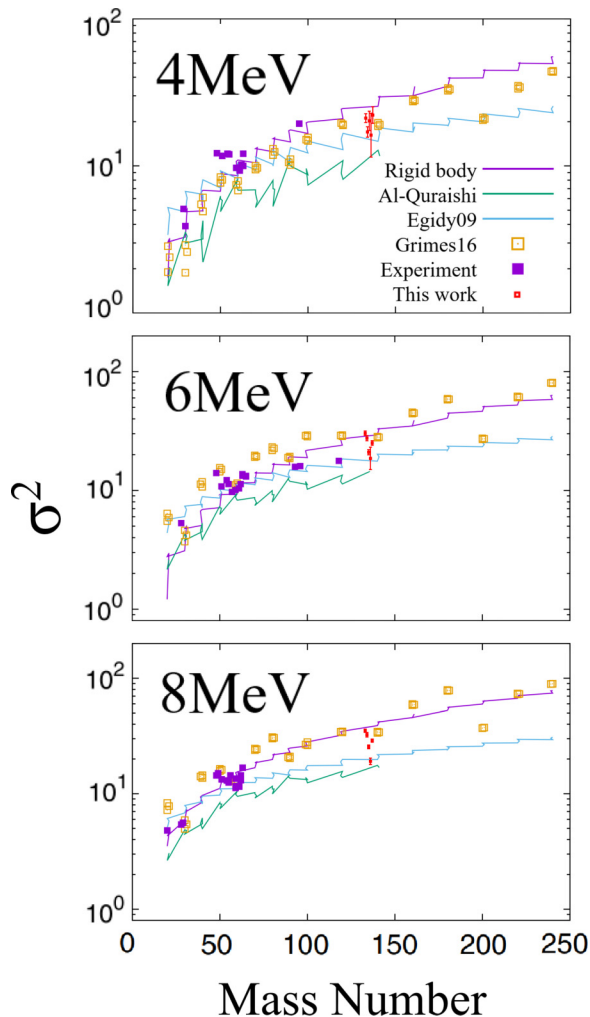 10²
4MeV
10¹
Rigid body
Al-Quraishi
Egidy09
Grimes16
Experiment
This work
10⁰
6MeV
10²
10¹
σ²
10⁰
8MeV
10²
10¹
10⁰
0 50 100 150 200 250
Mass Number